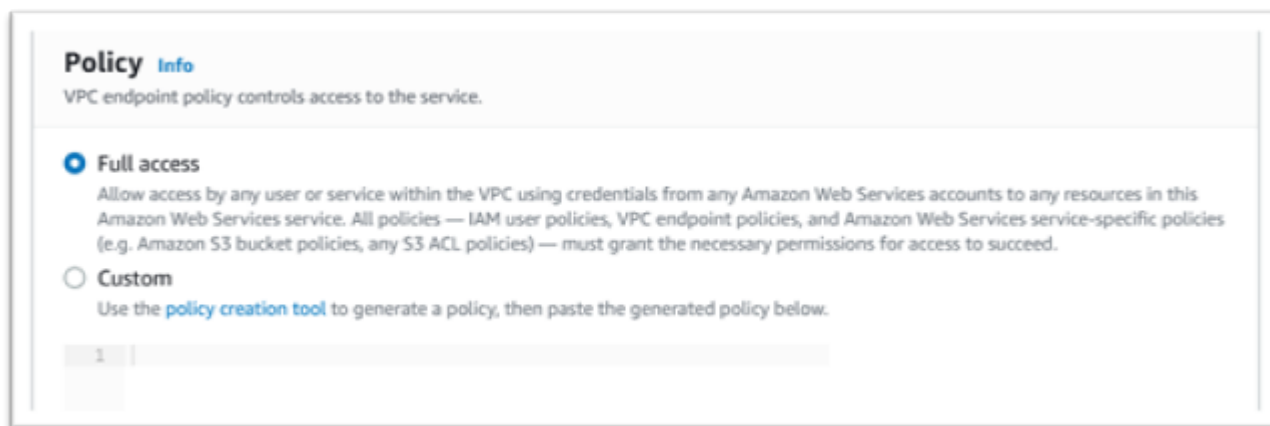 Policy Info
VPC endpoint policy controls access to the service.
Full access
Allow access by any user or service within the VPC using credentials from any Amazon Web Services accounts to any resources in this
Amazon Web Services service. All policies — IAM user policies, VPC endpoint policies, and Amazon Web Services service-specific policies
(e.g. Amazon S3 bucket policies, any S3 ACL policies) — must grant the necessary permissions for access to succeed.
Custom
Use the policy creation tool to generate a policy, then paste the generated policy below.
1